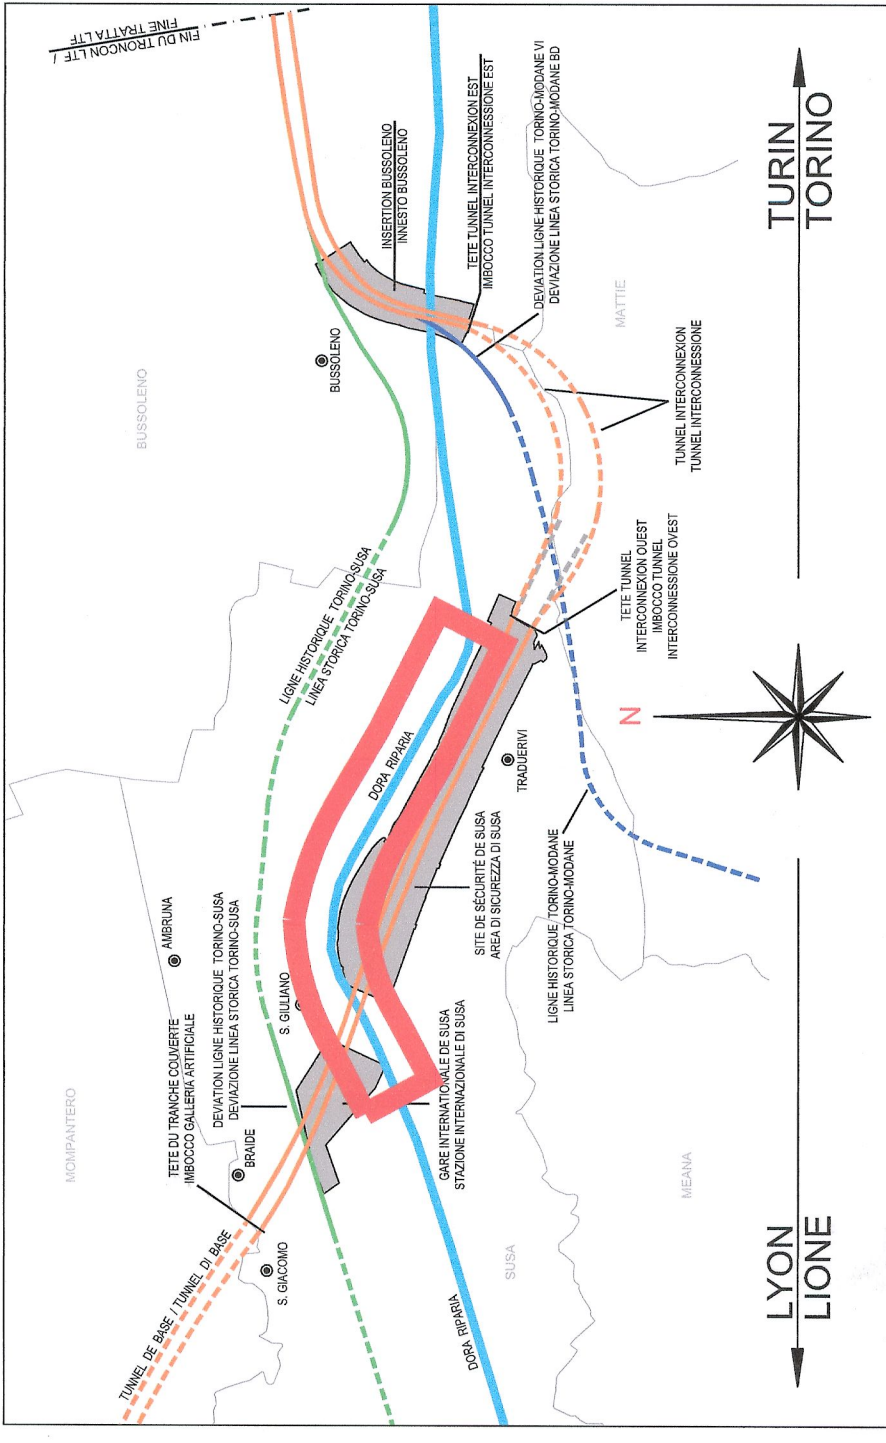 FIN DU TRONCON LTF /
FINE TRATTA LTF
INSERTION BUSSOLENO
INNESTO BUSSOLENO
TETE TUNNEL INTERCONNEXION EST
IMBOCCO TUNNEL INTERCONNESSIONE EST
DEVIATION LIGNE HISTORIQUE TORINO-MODANE VI
DEVIAZIONE LINEA STORICA TORINO-MODANE BD
BUSSOLENO
BUSSOLENO
MATTIE
TUNNEL INTERCONNEXION
TUNNEL INTERCONNESSIONE
TURIN
TORINO
LIGNE HISTORIQUE TORINO-SUSA
LINEA STORICA TORINO-SUSA
TETE TUNNEL
INTERCONNEXION OUEST
IMBOCCO TUNNEL
INTERCONNESSIONE OVEST
N
DORA RIPARIA
TRADUERIVI
SITE DE SÉCURITÉ DE SUSA
AREA DI SICUREZZA DI SUSA
LIGNE HISTORIQUE TORINO-MODANE
LINEA STORICA TORINO-MODANE
AMBRUNA
DEVIATION LIGNE HISTORIQUE TORINO-SUSA
DEVIAZIONE LINEA STORICA TORINO-SUSA
S. GIULIANO
TETE DU TRANCHE COUVERTE
IMBOCCO GALLERIA ARTIFICIALE
GARE INTERNATIONALE DE SUSA
STAZIONE INTERNAZIONALE DI SUSA
MOMPANTERO
BRAIDE
S. GIACOMO
TUNNEL DE BASE / TUNNEL DI BASE
DORA RIPARIA
SUSA
MEANA
LYON
LIONE